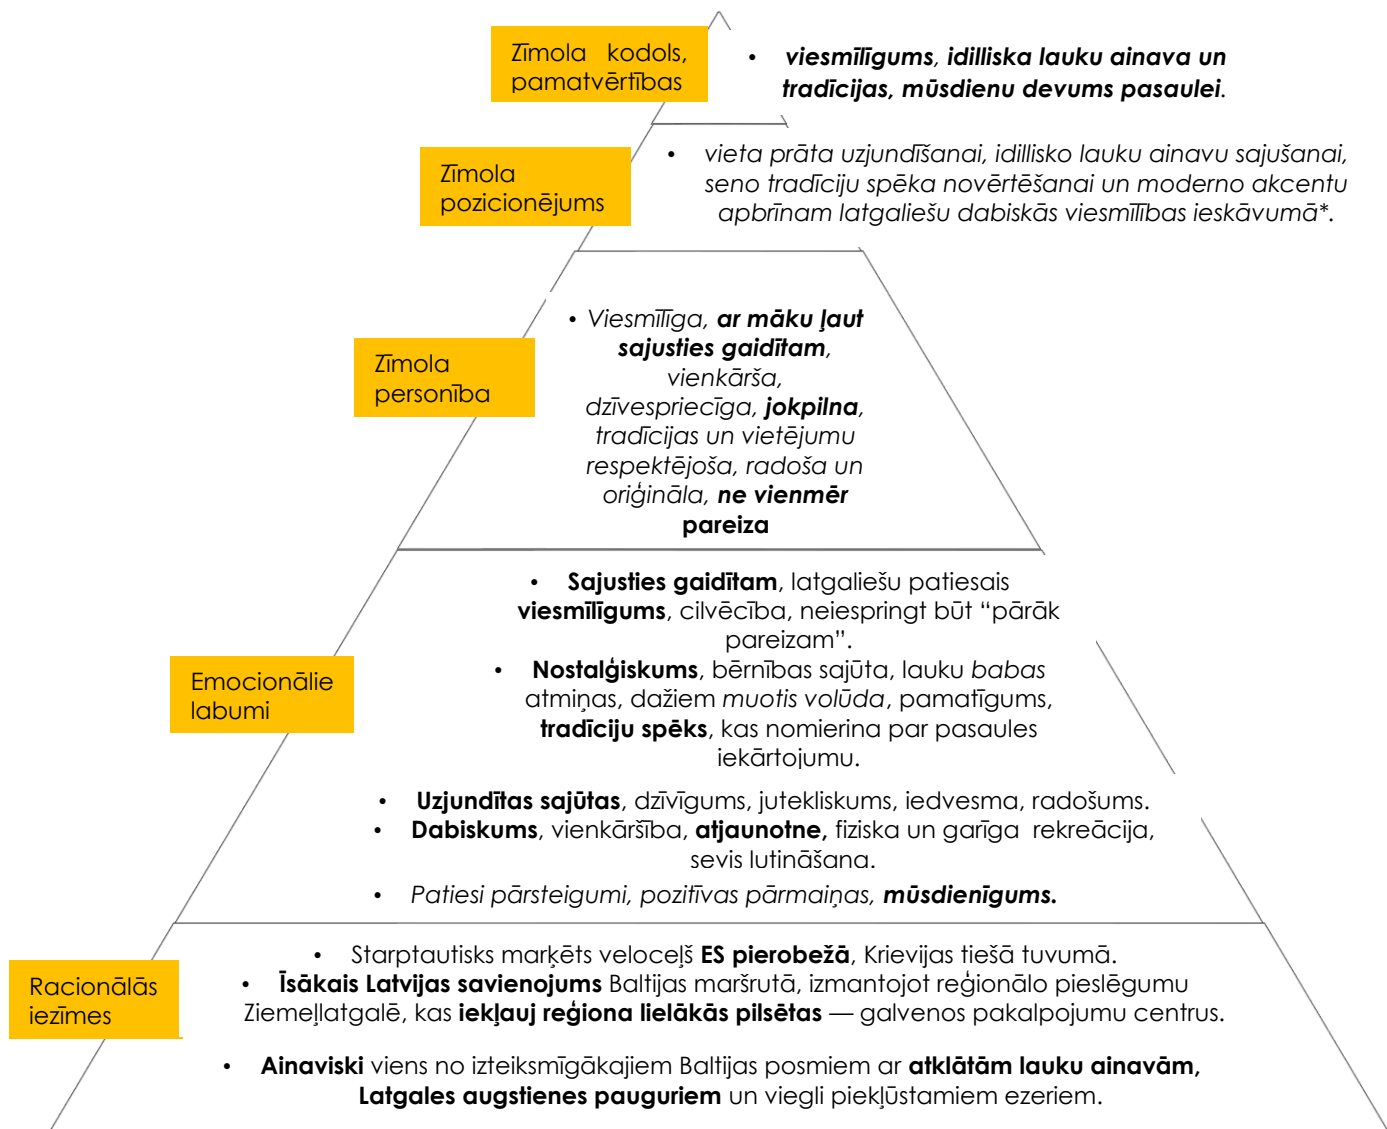 Zīmola kodols,
pamatvērtības
• viesmīlīgums, idilliska lauku ainava un
tradīcijas, mūsdienu devums pasaulei.
Zīmola
pozicionējums
• vieta prāta uzjundīšanai, idillisko lauku ainavu sajušanai,
seno tradīciju spēka novērtēšanai un moderno akcentu
apbrīnam latgaliešu dabiskās viesmīlības ieskāvumā*.
Zīmola
personība
• Viesmīlīga, ar māku ļaut
sajusties gaidītam,
vienkārša,
dzīvespriecīga, jokpilna,
tradīcijas un vietējumu
respektējoša, radoša un
oriģināla, ne vienmēr
pareiza
Emocionālie
labumi
• Sajusties gaidītam, latgaliešu patiesais
viesmīlīgums, cilvēcība, neiespringt būt “pārāk
pareizam”.
• Nostalģiskums, bērnības sajūta, lauku babas
atmiņas, dažiem muotis volūda, pamatīgums,
tradīciju spēks, kas nomierina par pasaules
iekārtojumu.
• Uzjundītas sajūtas, dzīvīgums, jutekliskums, iedvesma, radošums.
• Dabiskums, vienkāršība, atjaunotne, fiziska un garīga rekreācija,
sevis lutināšana.
• Patiesi pārsteigumi, pozitīvas pārmaiņas, mūsdienīgums.
Racionālās
iezīmes
• Starptautisks marķēts veloceļš ES pierobežā, Krievijas tiešā tuvumā.
• Īsākais Latvijas savienojums Baltijas maršrutā, izmantojot reģionālo pieslēgumu
Ziemeļlatgalē, kas iekļauj reģiona lielākās pilsētas — galvenos pakalpojumu centrus.
• Ainaviski viens no izteiksmīgākajiem Baltijas posmiem ar atklātām lauku ainavām,
Latgales augstienes pauguriem un viegli piekļūstamiem ezeriem.